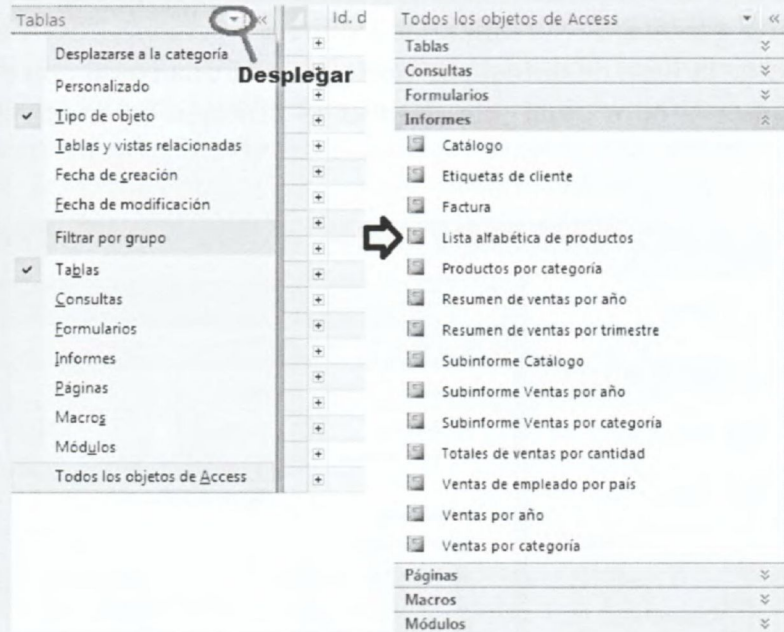 Tablas
Desplazarse a la categoría
Personalizado
Tipo de objeto
Tablas y vistas relacionadas
Fecha de creación
Fecha de modificación
Filtrar por grupo
Tablas
Consultas
Formularios
Informes
Páginas
Macros
Módulos
Todos los objetos de Access
Id. d
Desplegar
Todos los objetos de Access
Tablas
Consultas
Formularios
Informes
Catálogo
Etiquetas de cliente
Factura
Lista alfabética de productos
Productos por categoría
Resumen de ventas por año
Resumen de ventas por trimestre
Subinforme Catálogo
Subinforme Ventas por año
Subinforme Ventas por categoría
Totales de ventas por cantidad
Ventas de empleado por país
Ventas por año
Ventas por categoría
Páginas
Macros
Módulos